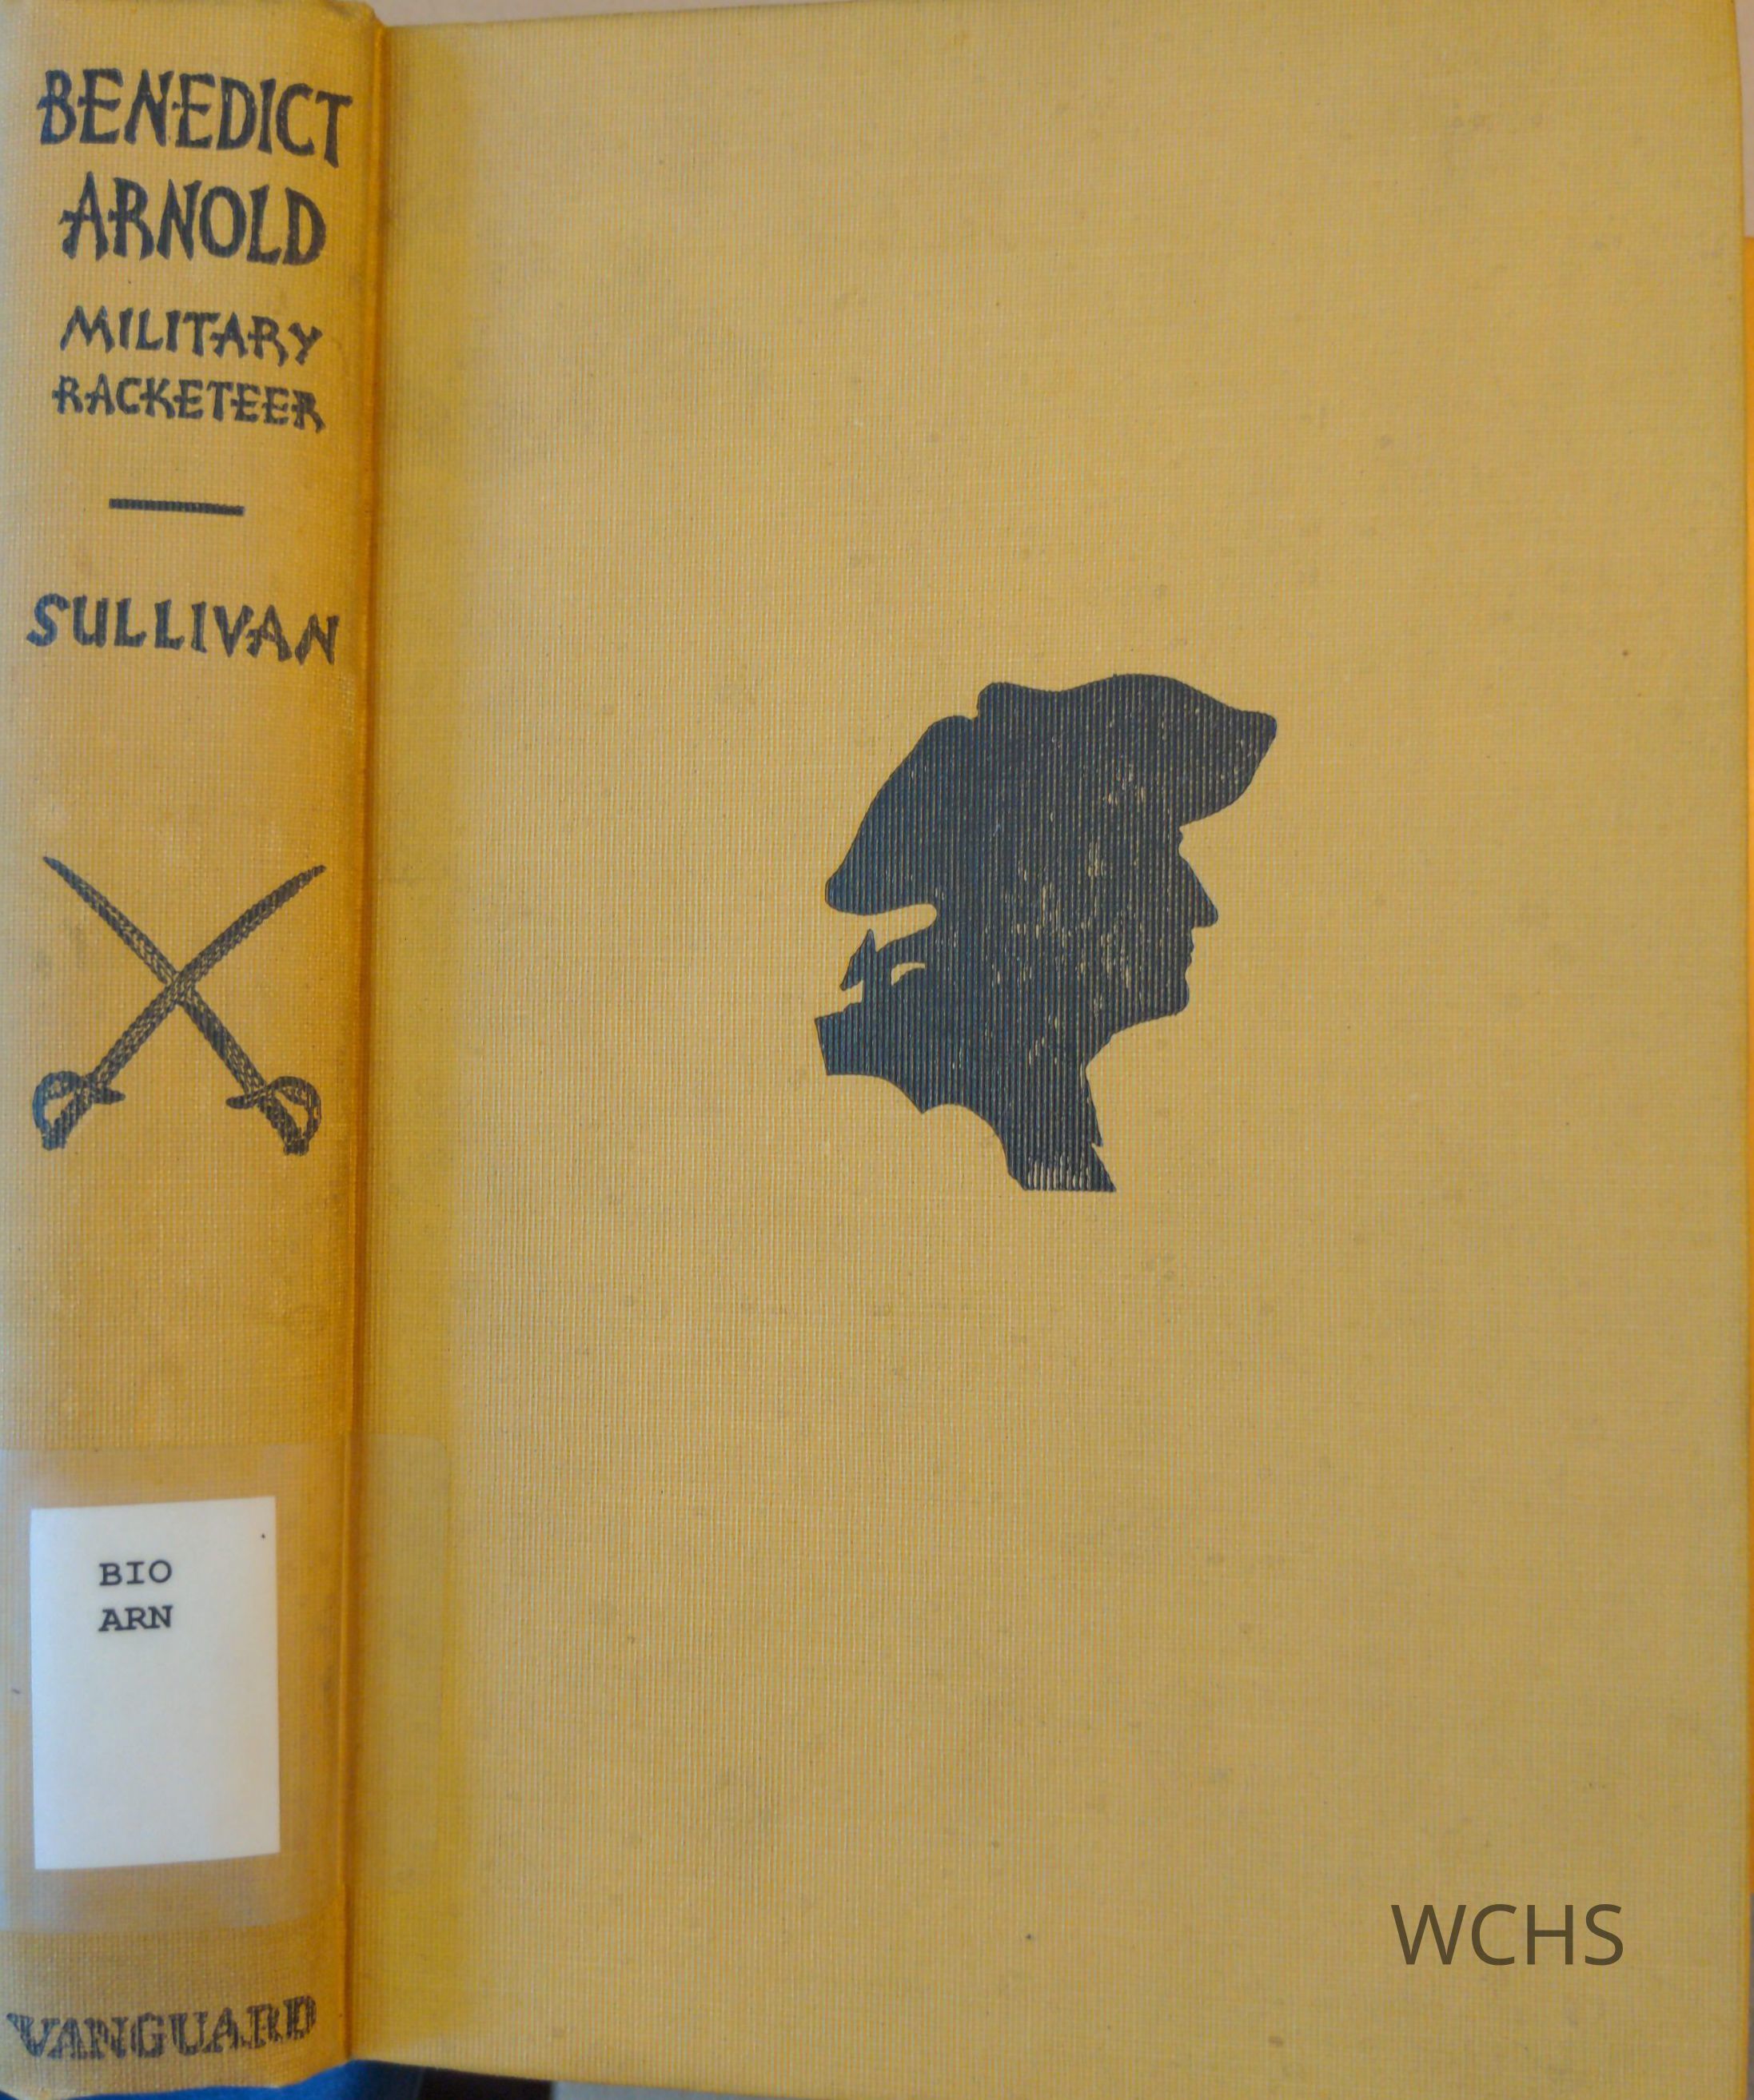 BENEDICT
ARNOLD
MILITARY
RACKETEER
SULLIVAN
BIO
ARN
VANGUARD
WCHS